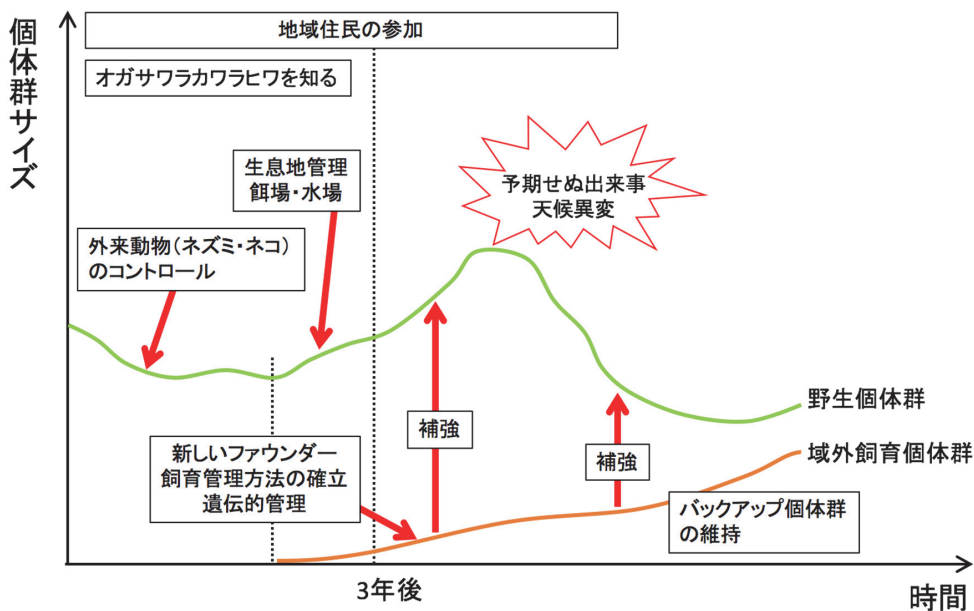 個体群サイズ
地域住民の参加
オガサワラカワラヒワを知る
生息地管理
餌場・水場
予期せぬ出来事
天候異変
外来動物(ネズミ・ネコ)
のコントロール
野生個体群
補強
新しいファウンダー
飼育管理方法の確立
遺伝的管理
補強
域外飼育個体群
バックアップ個体群
の維持
3年後
時間